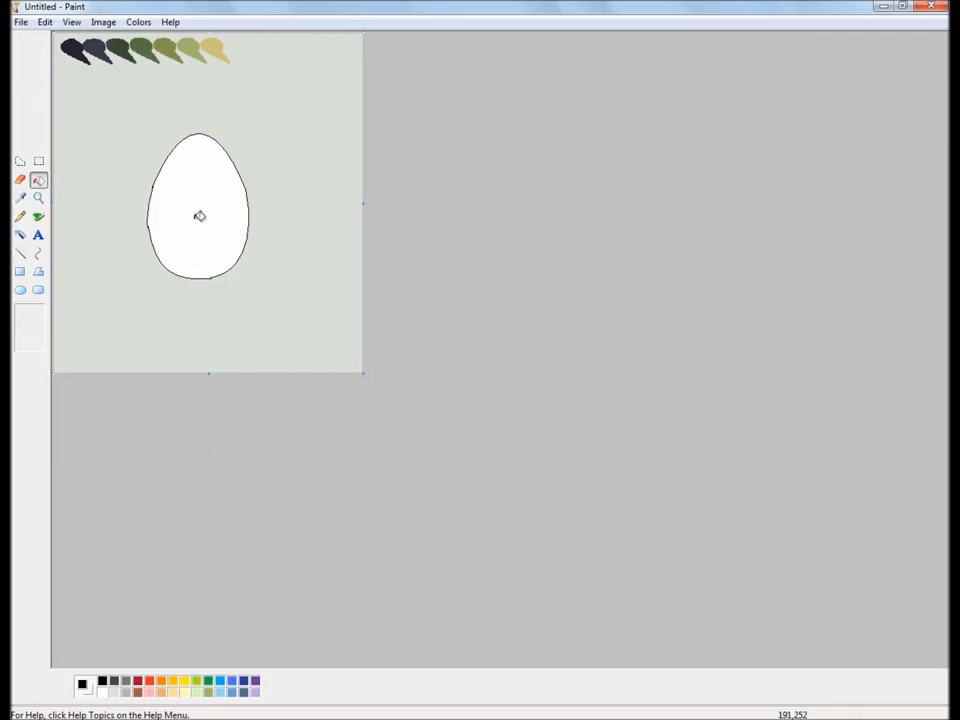 Untitled - Paint
File Edit View Image Colors Help
A
For Help, click Help Topics on the Help Menu.
191,252